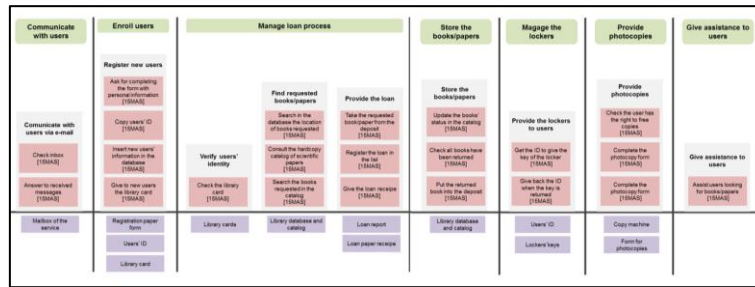 Communicate
with users
Enroll users
Manage loan process
Store the
books/papers
Magage the
lockers
Provide
photocopies
Give assistance to
users
Comunicate with
users via e-mail
Check inbox
[15MAS]
Answer to received
messages.
[15MAS]
Mailbox of the
service
Register new users
Ask for completing
the form with
personal information
[15MAS]
Copy users' ID
[15MAS]
Insert new users'
information in the
database
[15MAS]
Give to new users
the library card
[15MAS]
Registration paper
form
Users' ID
Library card
Verify users'
identity
Check the library
card
[15MAS]
Library cards
Find requested
books/papers
Search in the
database the location
of books requested
[15MAS]
Consult the hardcopy
catalog of scientific
papers
[15MAS]
Search the books
requested in the
catalog
[15MAS]
Library database and
catalog
Provide the loan
Take the requested
book/paper from the
deposit
[15MAS]
Register the loan in
the list
[15MAS]
Give the loan receipe
[15MAS]
Loan report
Loan paper receipe
Store the
books/papers
Update the books'
status in the catalog
[15MAS]
Check all books have
been returned
[15MAS]
Put the returned
book into the deposit
[15MAS]
Library database
and catalog
Provide the lockers
to users
Get the ID to give the
key of the locker
[15MAS]
Give back the ID
when the key is
returned
[15MAS]
Users' ID
Lockers' keys
Provide
photocopies
Check the user has
the right to free
copies
[15MAS]
Complete the
photocopy form
[15MAS]
Complete the
photocopy form
[15MAS]
Copy machine
Form for
photocopies
Give assistance to
users
Assist users looking
for books/papers
[15MAS]